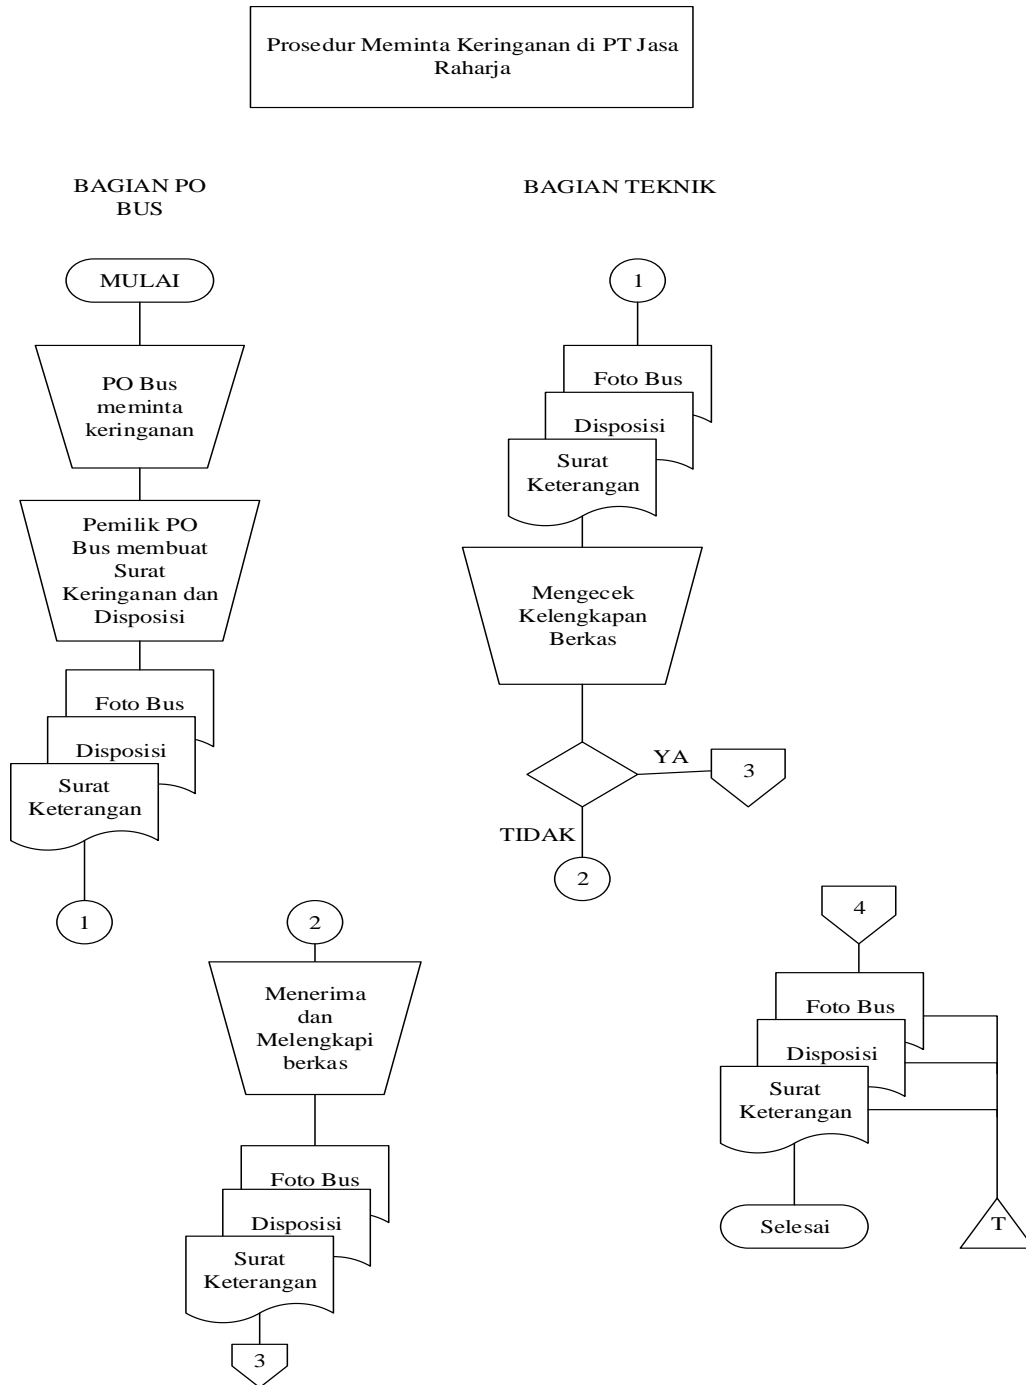 Prosedur Meminta Keringanan di PT Jasa
Raharja
BAGIAN PO
BUS
MULAI
PO Bus
meminta
keringanan
Pemilik PO
Bus membuat
Surat
Keringanan dan
Disposisi
Foto Bus
Disposisi
Surat
Keterangan
1
2
Menerima
dan
Melengkapi
berkas
Foto Bus
Disposisi
Surat
Keterangan
3
BAGIAN TEKNIK
1
Foto Bus
Disposisi
Surat
Keterangan
Mengecek
Kelengkapan
Berkas
YA
3
TIDAK
2
4
Foto Bus
Disposisi
Surat
Keterangan
Selesai
T